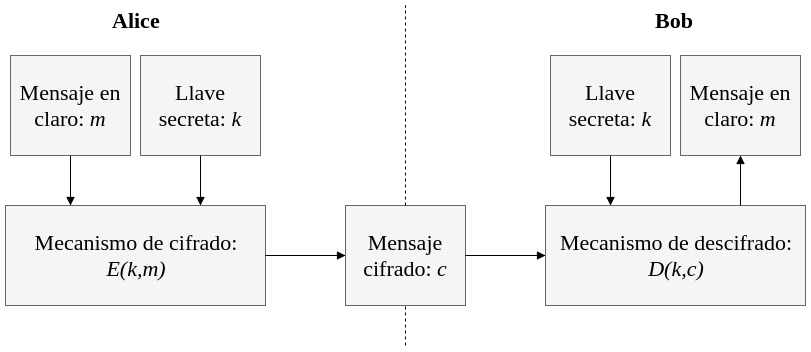 Alice
Bob
Mensaje en
claro: m
Llave
secreta: k
Llave
secreta: k
Mensaje en
claro: m
Mecanismo de cifrado:
E(k,m)
Mensaje
cifrado: c
Mecanismo de descifrado:
D(k,c)